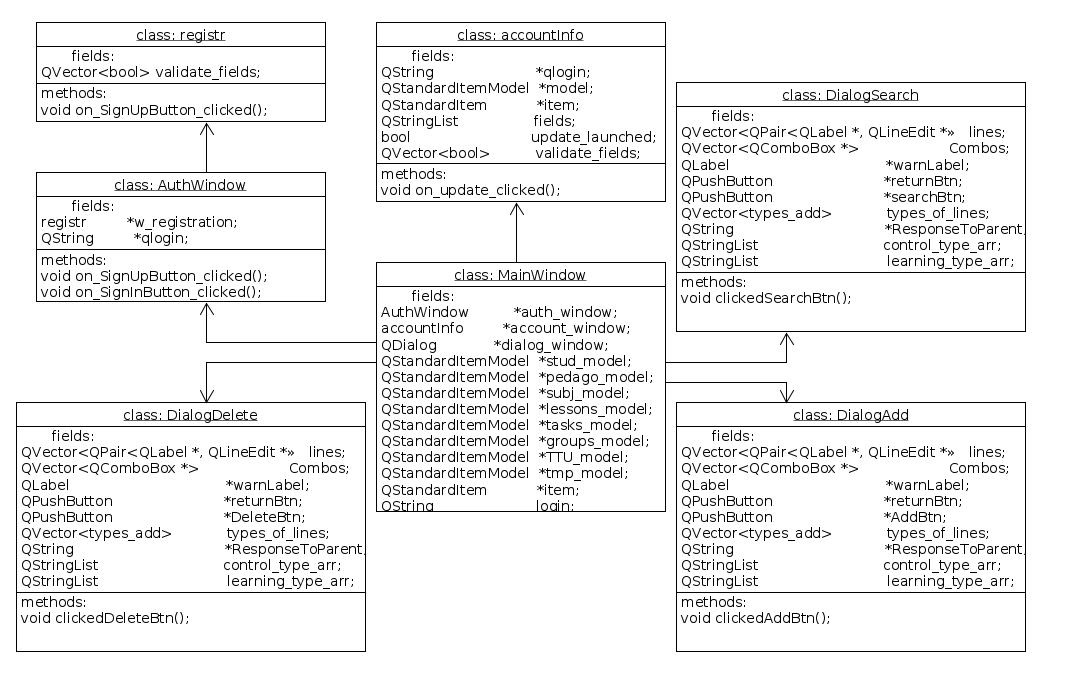 class: registr
fields:
QVector<bool> validate_fields;
methods:
void on_SignUpButton_clicked();
class: accountInfo
fields:
QString *qlogin;
QStandardItemModel *model;
QStandardItem *item;
QStringList fields;
bool update_launched;
QVector<bool> validate_fields;
methods:
void on_update_clicked();
class: DialogSearch
fields:
QVector<QPair<QLabel *, QLineEdit *» lines;
QVector<QComboBox *> Combos;
QLabel *warnLabel;
QPushButton *returnBtn;
QPushButton *searchBtn;
QVector<types_add> types_of_lines;
QString *ResponseToParent;
QStringList control_type_arr;
QStringList learning_type_arr;
methods:
void clickedSearchBtn();
class: AuthWindow
fields:
registr *w_registration;
QString *qlogin;
methods:
void on_SignUpButton_clicked();
void on_SignInButton_clicked();
class: MainWindow
fields:
AuthWindow *auth_window;
accountInfo *account_window;
QDialog *dialog_window;
QStandardItemModel *stud_model;
QStandardItemModel *pedago_model;
QStandardItemModel *subj_model;
QStandardItemModel *lessons_model;
QStandardItemModel *tasks_model;
QStandardItemModel *groups_model;
QStandardItemModel *TTU_model;
QStandardItemModel *tmp_model;
QStandardItem *item;
QString login;
class: DialogDelete
fields:
QVector<QPair<QLabel *, QLineEdit *» lines;
QVector<QComboBox *> Combos;
QLabel *warnLabel;
QPushButton *returnBtn;
QPushButton *DeleteBtn;
QVector<types_add> types_of_lines;
QString *ResponseToParent;
QStringList control_type_arr;
QStringList learning_type_arr;
methods:
void clickedDeleteBtn();
class: DialogAdd
fields:
QVector<QPair<QLabel *, QLineEdit *» lines;
QVector<QComboBox *> Combos;
QLabel *warnLabel;
QPushButton *returnBtn;
QPushButton *AddBtn;
QVector<types_add> types_of_lines;
QString *ResponseToParent;
QStringList control_type_arr;
QStringList learning_type_arr;
methods:
void clickedAddBtn();